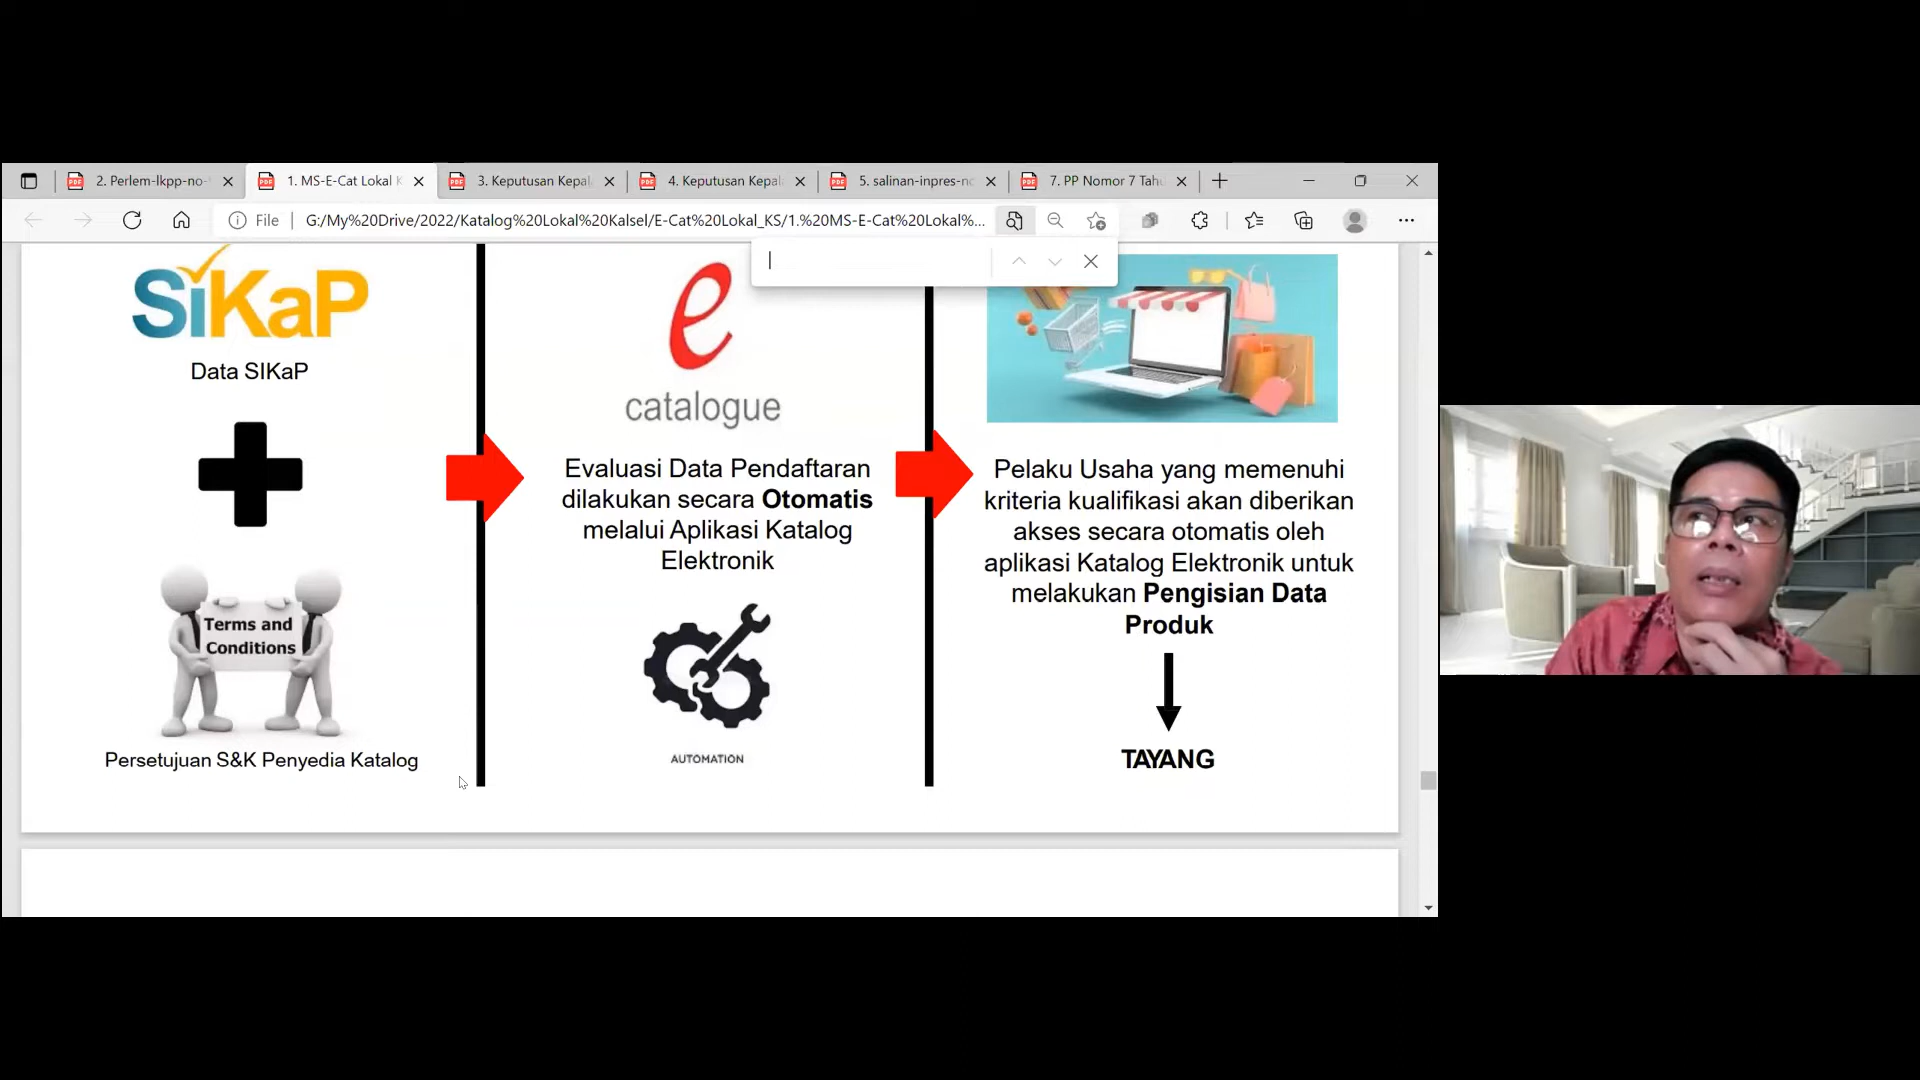 2. Perlem-lkpp-no-
1. MS-E-Cat Lokal K
3. Keputusan Kepal
4. Keputusan Kepal
5. salinan-inpres-no
7. PP Nomor 7 Tahu
File
G:/My%20Drive/2022/Katalog%20Lokal%20Kalsel/E-Cat%20Lokal_KS/1.%20MS-E-Cat%20Lokal%...
SiKaP
Data SIKaP
Terms and
Conditions
Persetujuan S&K Penyedia Katalog
e
catalogue
Evaluasi Data Pendaftaran
dilakukan secara Otomatis
melalui Aplikasi Katalog
Elektronik
AUTOMATION
Pelaku Usaha yang memenuhi
kriteria kualifikasi akan diberikan
akses secara otomatis oleh
aplikasi Katalog Elektronik untuk
melakukan Pengisian Data
Produk
TAYANG